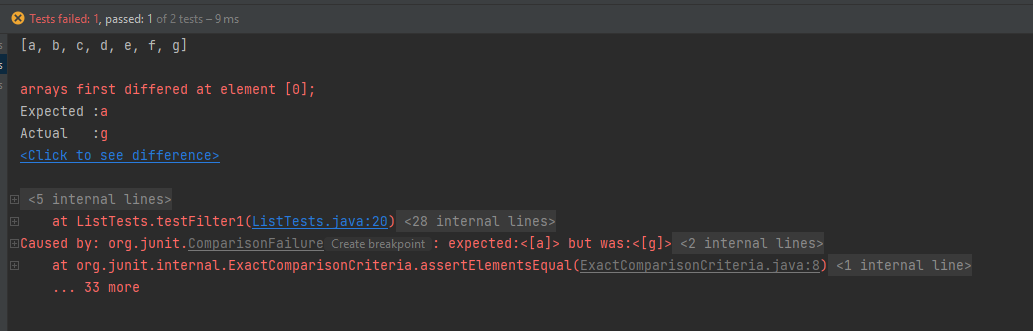 Tests failed: 1, passed: 1 of 2 tests – 9 ms
[a, b, c, d, e, f, g]
arrays first differed at element [0];
Expected :a
Actual   :g
<Click to see difference>
<5 internal lines>
at ListTests.testFilter1(ListTests.java:20) <28 internal lines>
Caused by: org.junit.ComparisonFailure Create breakpoint : expected:<[a]> but was:<[g]> <2 internal lines>
at org.junit.internal.ExactComparisonCriteria.assertElementsEqual(ExactComparisonCriteria.java:8) <1 internal line>
... 33 more